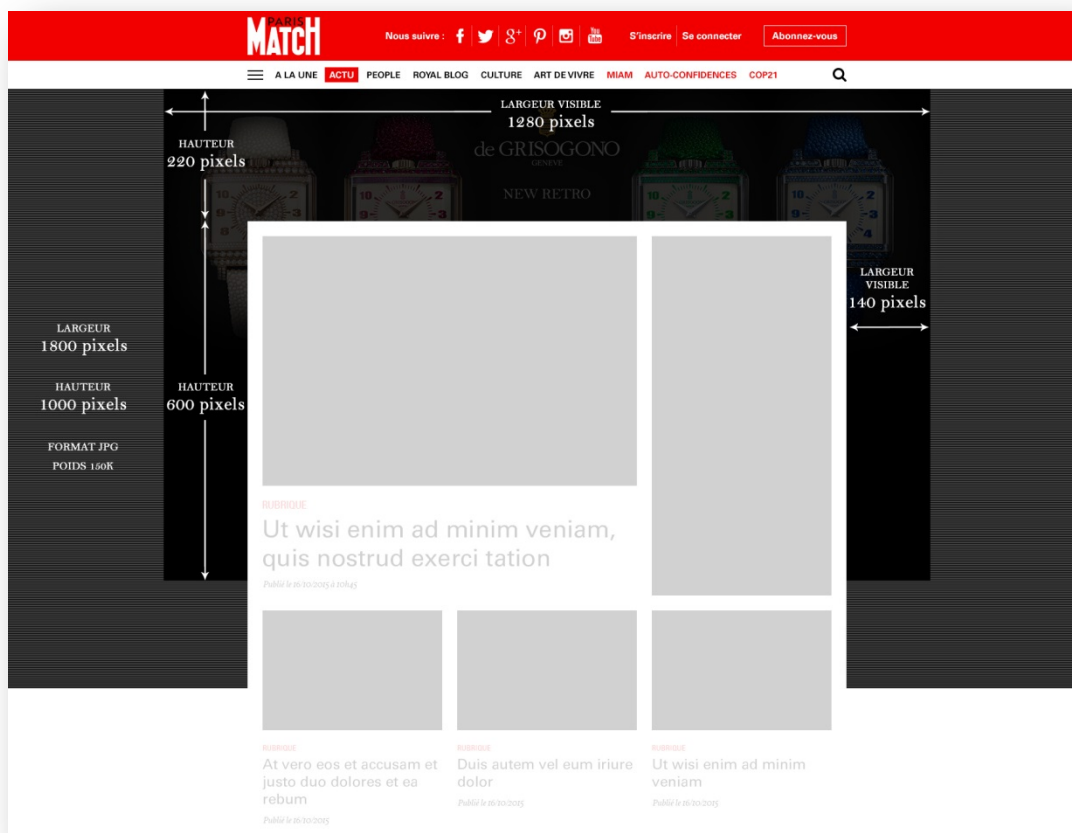 PARIS
MATCH
Nous suivre :
S'inscrire Se connecter
Abonnez-vous
A LA UNE ACTU PEOPLE ROYAL BLOG CULTURE ART DE VIVRE MIAM AUTO-CONFIDENCES COP21
LARGEUR VISIBLE
1280 pixels
HAUTEUR
220 pixels
de GRISOGONO
GENEVE
NEW RETRO
LARGEUR
VISIBLE
140 pixels
LARGEUR
1800 pixels
HAUTEUR
1000 pixels
FORMAT JPG
POIDS 150K
HAUTEUR
600 pixels
RUBRIQUE
Ut wisi enim ad minim veniam,
quis nostrud exerci tation
Publié le 16/10/2015 à 10h45
RUBRIQUE
At vero eos et accusam et
justo duo dolores et ea
rebum
Publié le 16/10/2015
RUBRIQUE
Duis autem vel eum iriure
dolor
Publié le 16/10/2015
RUBRIQUE
Ut wisi enim ad minim
veniam
Publié le 16/10/2015